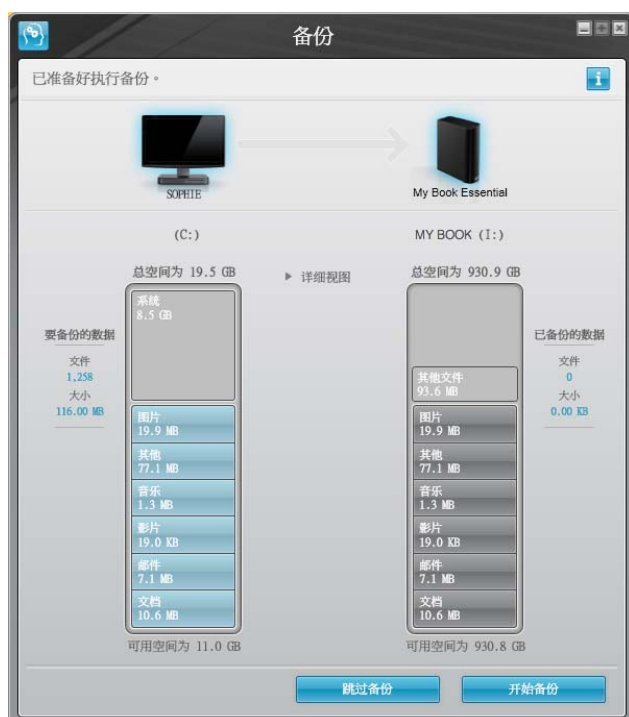 备份
已准备好执行备份。
SOPHIE
My Book Essential
(C:)
MY BOOK (I:)
总空间为 19.5 GB
详细视图
总空间为 930.9 GB
要备份的数据
文件
1,258
大小
116.00 MB
系统
8.5 GB
图片
19.9 MB
其他
77.1 MB
音乐
1.3 MB
影片
19.0 KB
邮件
7.1 MB
文档
10.6 MB
可用空间为 11.0 GB
其他文件
93.6 MB
图片
19.9 MB
其他
77.1 MB
音乐
1.3 MB
影片
19.0 KB
邮件
7.1 MB
文档
10.6 MB
可用空间为 930.8 GB
已备份的数据
文件
0
大小
0.00 KB
跳过备份
开始备份